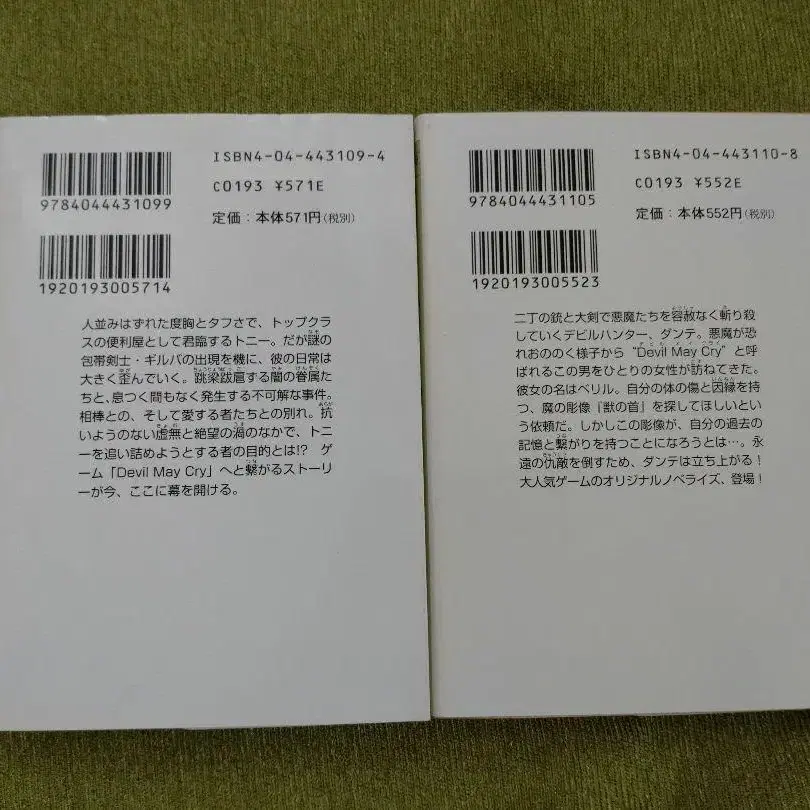 ISBN4-04-443109-4
C0193 ¥571E
9784044431099
定価：本体571円（税別）
1920193005714
人並みはずれた度胸とタフさで、トップクラ
スの便利屋として君臨するトニー。だが謎の
包帯剣士・ギルバの出現を機に、彼の日常は
大きく歪んでいく。跳梁跋扈する闇の眷属た
ちと、息つく間もなく発生する不可解な事件。
相棒との、そして愛する者たちとの別れ。抗
いようのない虚無と絶望の渦のなかで、トニ
ーを追い詰めようとする者の目的とは!?　ゲ
ーム「Devil May Cry」へと繋がるストーリ
ーが今、ここに幕を開ける。
ISBN4-04-443110-8
C0193 ¥552E
9784044431105
定価：本体552円（税別）
1920193005523
二丁の銃と大剣で悪魔たちを容赦なく斬り殺
していくデビルハンター、ダンテ。悪魔が恐
れおののく様子から“Devil May Cry”と呼
ばれるこの男をひとりの女性が訪ねてきた。
彼女の名はベリル。自分の体の傷と因縁を持
つ、魔の彫像『獣の首』を探してほしいとい
う依頼だ。しかしこの彫像が、自分の過去の
記憶と繋がりを持つことになろうとは…。永
遠の仇敵を倒すため、ダンテは立ち上がる！
大人気ゲームのオリジナルノベライズ、登場！